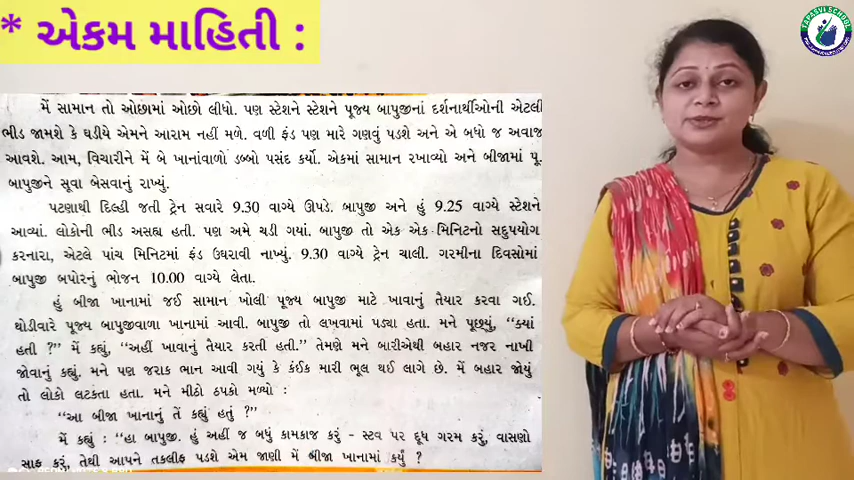 * એકમ માહિતી :
TAPASVI SCHOOL
મેં સામાન તો ઓછામાં ઓછો લીધો. પણ સ્ટેશને સ્ટેશને પૂજ્ય બાપુજીનાં દર્શનાર્થીઓની એટલી
ભીડ જામશે કે ઘડીયે એમને આરામ નહીં મળે. વળી ફંડ પણ મારે ગણવું પડશે અને એ બધો જ અવાજ
આવશે. આમ, વિચારીને મેં બે ખાનાંવાળો ડબ્બો પસંદ કર્યો. એકમાં સામાન રખાવ્યો અને બીજામાં પૂ.
બાપુજીને સૂવા બેસવાનું રાખ્યું.
પટણાથી દિલ્હી જતી ટ્રેન સવારે 9.30 વાગ્યે ઊપડે. બાપુજી અને હું 9.25 વાગ્યે સ્ટેશને
આવ્યાં. લોકોની ભીડ અસહ્ય હતી. પણ અમે ચડી ગયાં. બાપુજી તો એક એક મિનિટનો સદુપયોગ
કરનારા, એટલે પાંચ મિનિટમાં ફંડ ઉઘરાવી નાખ્યું. 9.30 વાગ્યે ટ્રેન ચાલી. ગરમીના દિવસોમાં
બાપુજી બપોરનું ભોજન 10.00 વાગ્યે લેતા.
હું બીજા ખાનામાં જઈ સામાન ખોલી પૂજ્ય બાપુજી માટે ખાવાનું તૈયાર કરવા ગઈ.
થોડીવારે પૂજ્ય બાપુજીવાળા ખાનામાં આવી. બાપુજી તો લખવામાં પડ્યા હતા. મને પૂછ્યું, “ક્યાં
હતી ?” મેં કહ્યું, “અહીં ખાવાનું તૈયાર કરતી હતી.” તેમણે મને બારીએથી બહાર નજર નાખી
જોવાનું કહ્યું. મને પણ જરાક ભાન આવી ગયું કે કંઈક મારી ભૂલ થઈ લાગે છે. મેં બહાર જોયું
તો લોકો લટકતા હતા. મને મીઠો ઠપકો મળ્યો :
“આ બીજા ખાનાનું તેં કહ્યું હતું ?”
મેં કહ્યું : “હા બાપુજી. હું અહીં જ બધું કામકાજ કરું – સ્ટવ પર દૂધ ગરમ કરું, વાસણો
સાફ કરું, તેથી આપને તકલીફ પડશે એમ જાણી મેં બીજા ખાનામાં કર્યું ?